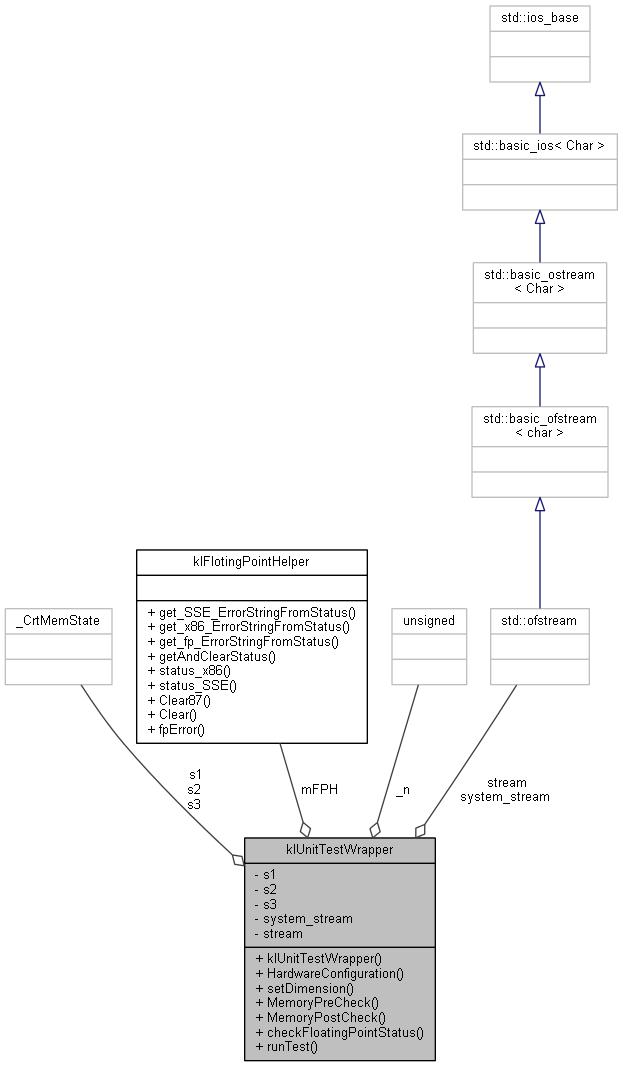 std::ios_base
std::basic_ios< Char >
std::basic_ostream
< Char >
std::basic_ofstream
< char >
klFlotingPointHelper
+ get_SSE_ErrorStringFromStatus()
+ get_x86_ErrorStringFromStatus()
+ get_fp_ErrorStringFromStatus()
+ getAndClearStatus()
+ status_x86()
+ status_SSE()
+ Clear87()
+ Clear()
+ fpError()
_CrtMemState
unsigned
std::ofstream
s1
s2
s3
mFPH
_n
stream
system_stream
klUnitTestWrapper
- s1
- s2
- s3
- system_stream
- stream
+ klUnitTestWrapper()
+ HardwareConfiguration()
+ setDimension()
+ MemoryPreCheck()
+ MemoryPostCheck()
+ checkFloatingPointStatus()
+ runTest()